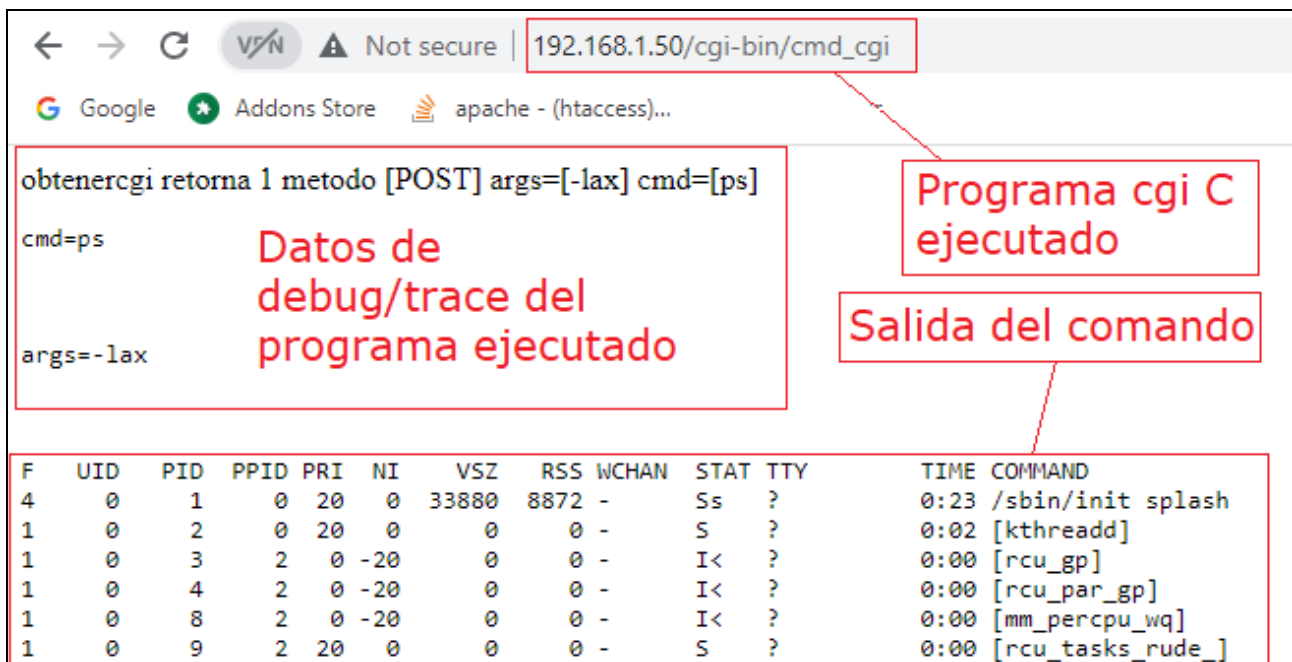 VPN Not secure 192.168.1.50/cgi-bin/cmd_cgi
Google Addons Store apache - (htaccess)...
obtenercgi retorna 1 metodo [POST] args=[-lax] cmd=[ps]
cmd=ps
args=-lax
Datos de
debug/trace del
programa ejecutado
Programa cgi C
ejecutado
Salida del comando
F UID PID PPID PRI NI VSZ RSS WCHAN STAT TTY TIME COMMAND
4 0 1 0 20 0 33880 8872 - Ss ? 0:23 /sbin/init splash
1 0 2 0 20 0 0 0 - S ? 0:02 [kthreadd]
1 0 3 2 0 -20 0 0 - I< ? 0:00 [rcu_gp]
1 0 4 2 0 -20 0 0 - I< ? 0:00 [rcu_par_gp]
1 0 8 2 0 -20 0 0 - I< ? 0:00 [mm_percpu_wq]
1 0 9 2 20 0 0 0 - S ? 0:00 [rcu_tasks_rude_]